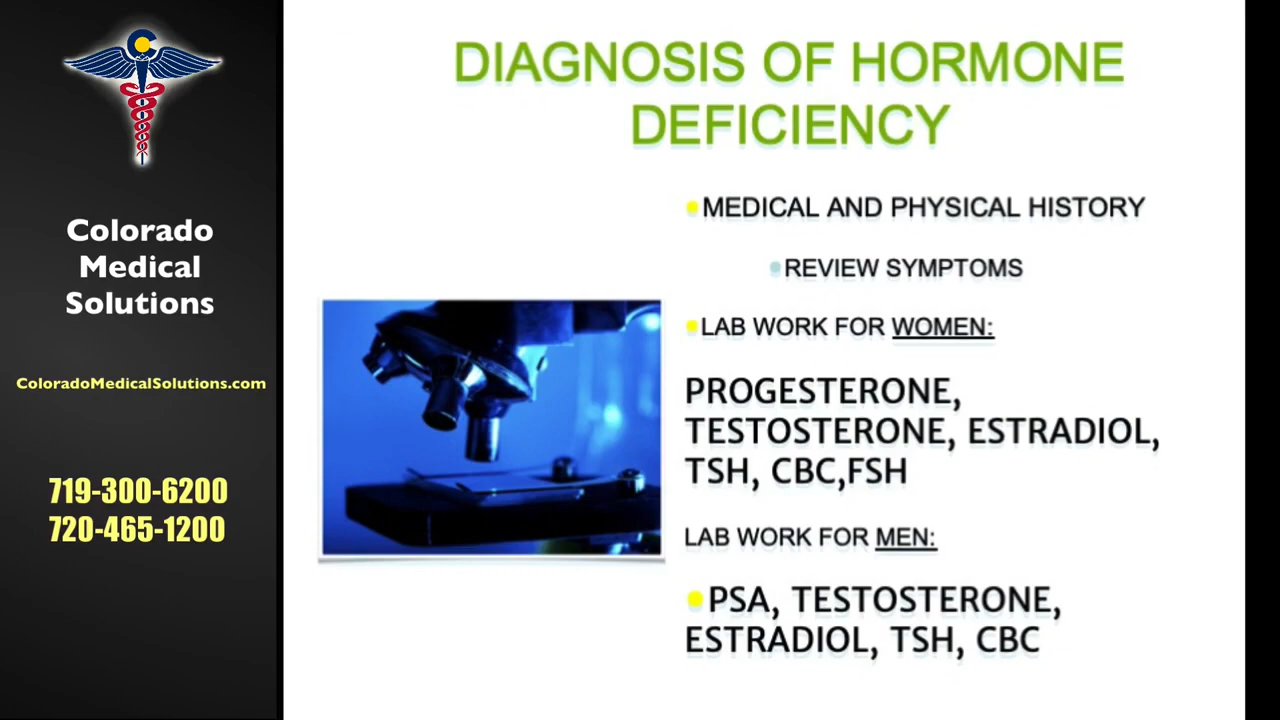 Colorado
Medical
Solutions
ColoradoMedicalSolutions.com
719-300-6200
720-465-1200
DIAGNOSIS OF HORMONE
DEFICIENCY
MEDICAL AND PHYSICAL HISTORY
REVIEW SYMPTOMS
LAB WORK FOR WOMEN:
PROGESTERONE,
TESTOSTERONE, ESTRADIOL,
TSH, CBC,FSH
LAB WORK FOR MEN:
PSA, TESTOSTERONE,
ESTRADIOL, TSH, CBC